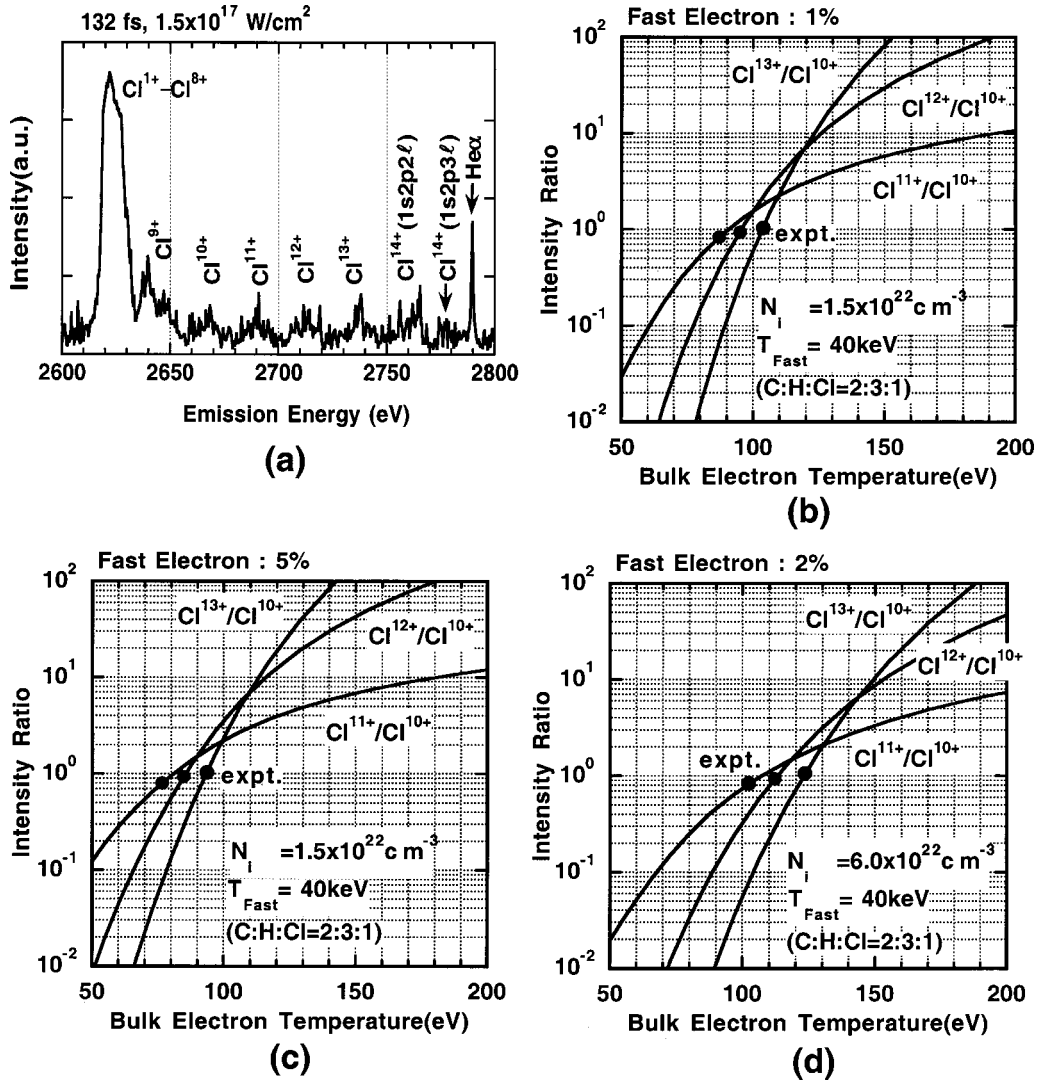 132 fs, 1.5x10^17 W/cm^2
Cl^1+–Cl^8+
Cl^9+
Cl^10+
Cl^11+
Cl^12+
Cl^13+
Cl^14+ (1s2p2ℓ)
Cl^14+ (1s2p3ℓ)
Heα
Intensity(a.u.)
2600 2650 2700 2750 2800
Emission Energy (eV)
(a)
Fast Electron : 1%
10^2
10^1
10^0
10^-1
10^-2
Intensity Ratio
Cl^13+/Cl^10+
Cl^12+/Cl^10+
Cl^11+/Cl^10+
expt.
N_i =1.5x10^22 c m^-3
T_Fast = 40keV
(C:H:Cl=2:3:1)
50 100 150 200
Bulk Electron Temperature(eV)
(b)
Fast Electron : 5%
10^2
10^1
10^0
10^-1
10^-2
Intensity Ratio
Cl^13+/Cl^10+
Cl^12+/Cl^10+
Cl^11+/Cl^10+
expt.
N_i =1.5x10^22 c m^-3
T_Fast = 40keV
(C:H:Cl=2:3:1)
50 100 150 200
Bulk Electron Temperature(eV)
(c)
Fast Electron : 2%
10^2
10^1
10^0
10^-1
10^-2
Intensity Ratio
Cl^13+/Cl^10+
Cl^12+/Cl^10+
Cl^11+/Cl^10+
expt.
N_i =6.0x10^22 c m^-3
T_Fast = 40keV
(C:H:Cl=2:3:1)
50 100 150 200
Bulk Electron Temperature(eV)
(d)